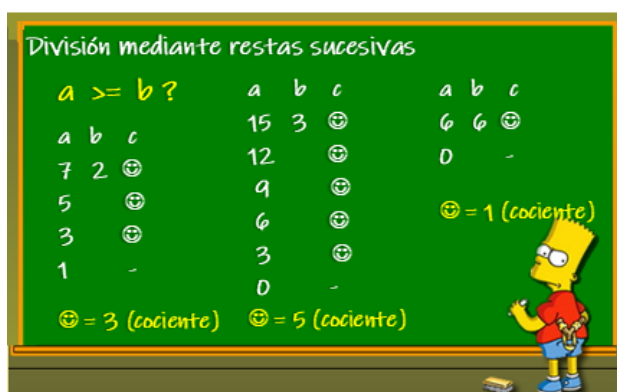 División mediante restas sucesivas
a >= b ?
a b c
7 2 ☺
5 ☺
3 ☺
1 -
☺ = 3 (cociente)
a b c
15 3 ☺
12 ☺
9 ☺
6 ☺
3 ☺
0 -
☺ = 5 (cociente)
a b c
6 6 ☺
0 -
☺ = 1 (cociente)